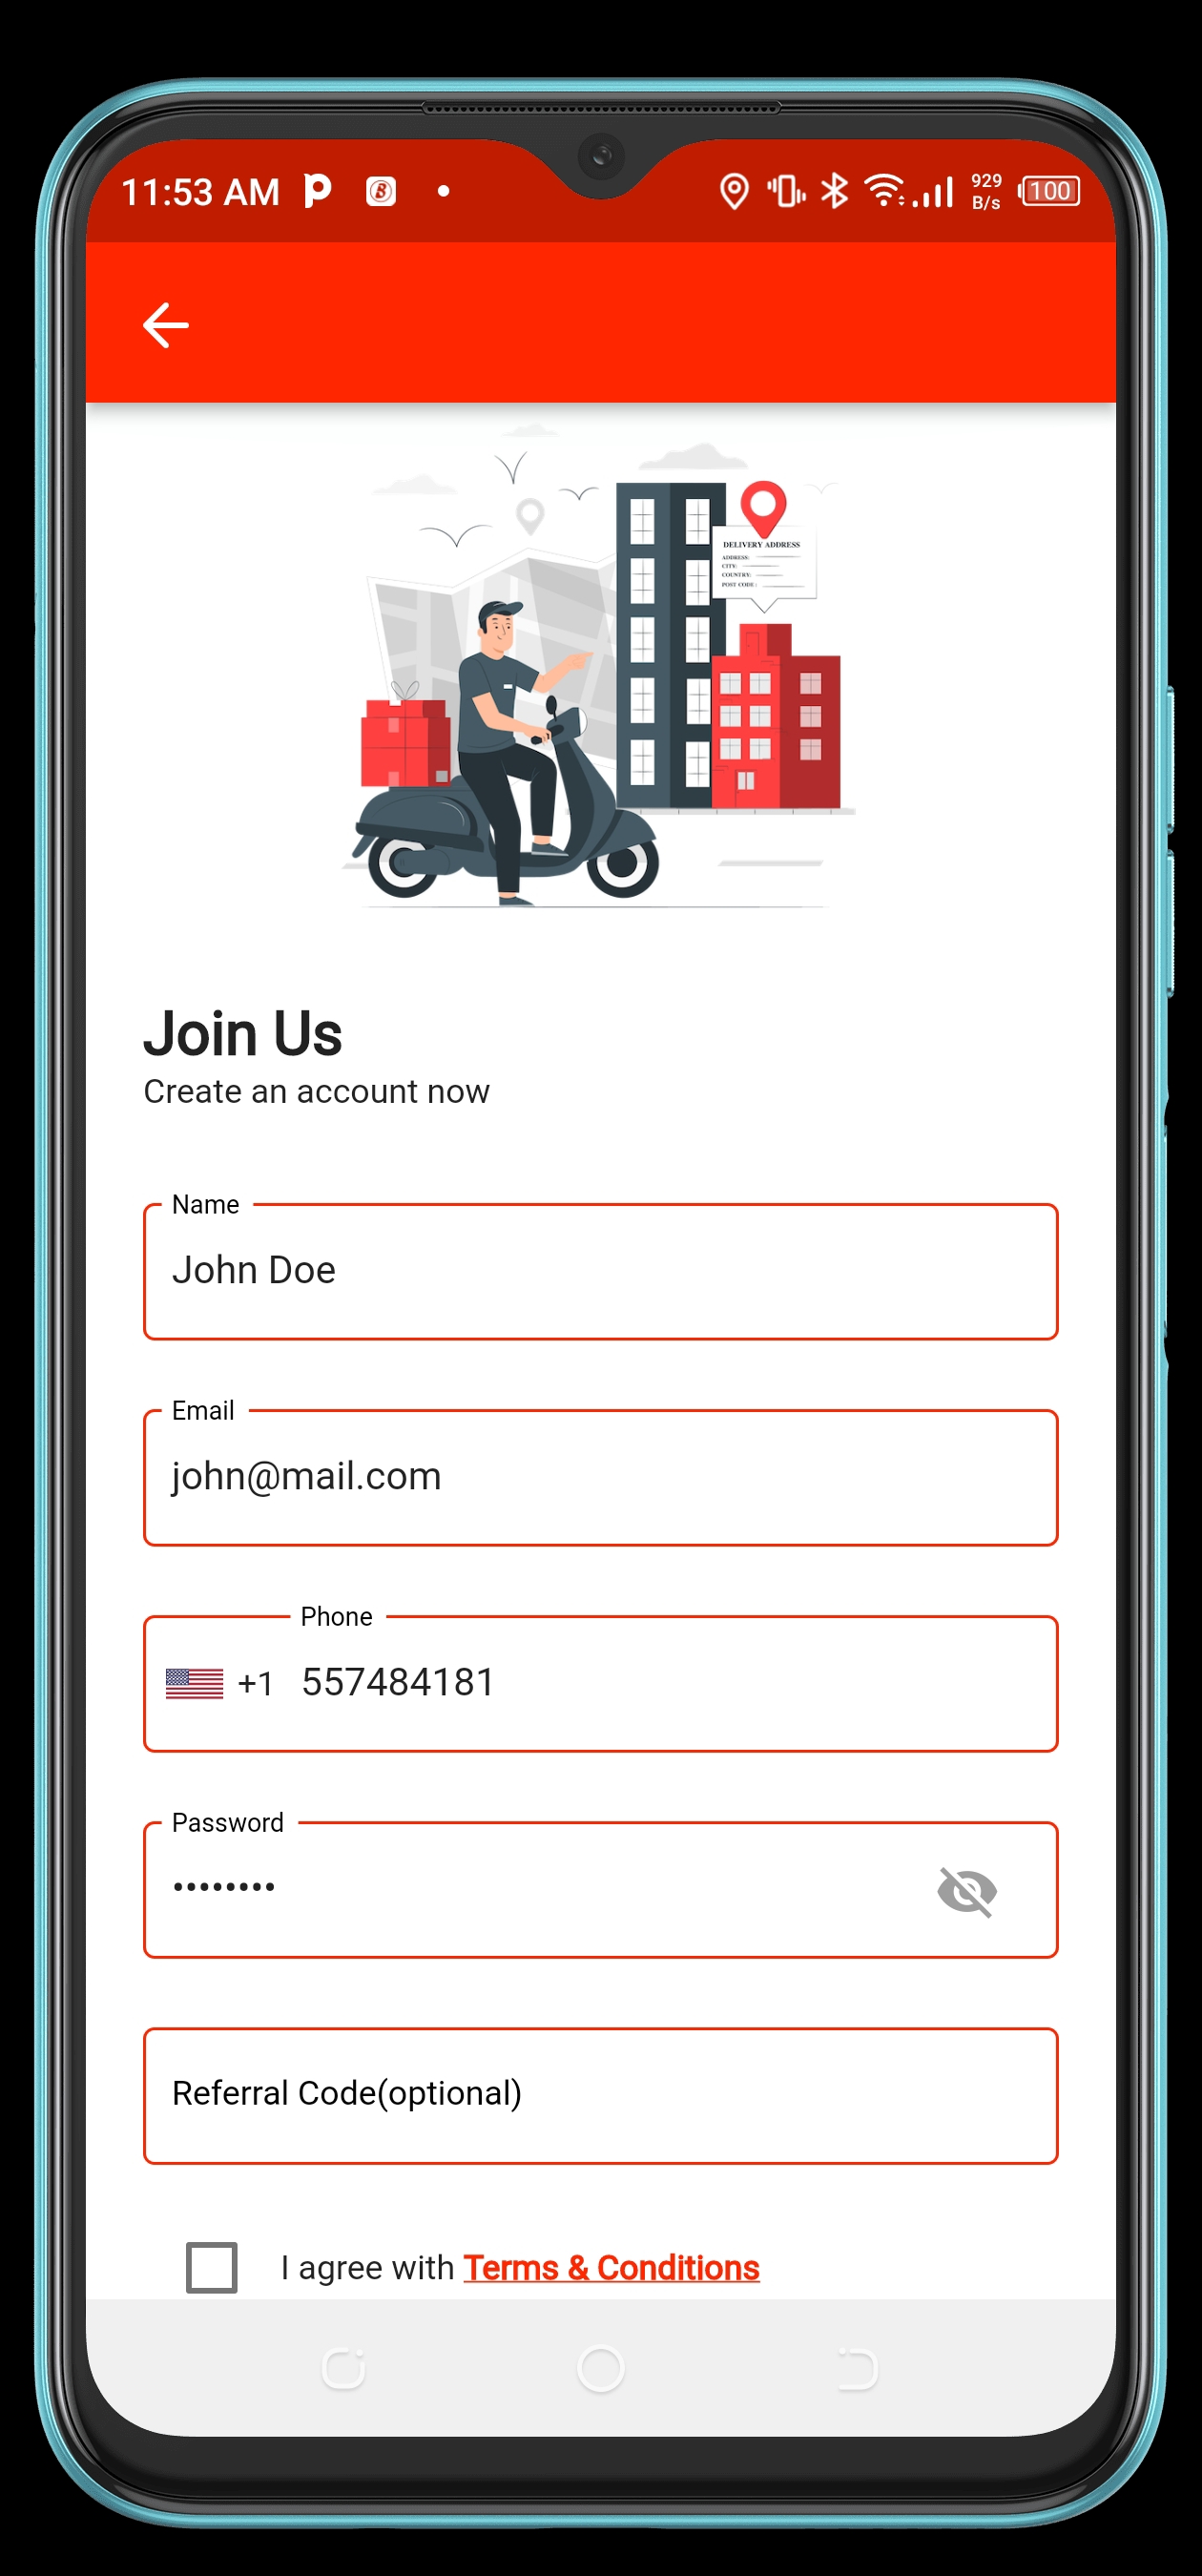 11:53 AM
929
B/s
100
DELIVERY ADDRESS
ADDRESS:
CITY:
COUNTRY:
POST CODE:
Join Us
Create an account now
Name
John Doe
Email
john@mail.com
Phone
+1 557484181
Password
••••••••
Referral Code(optional)
I agree with Terms & Conditions